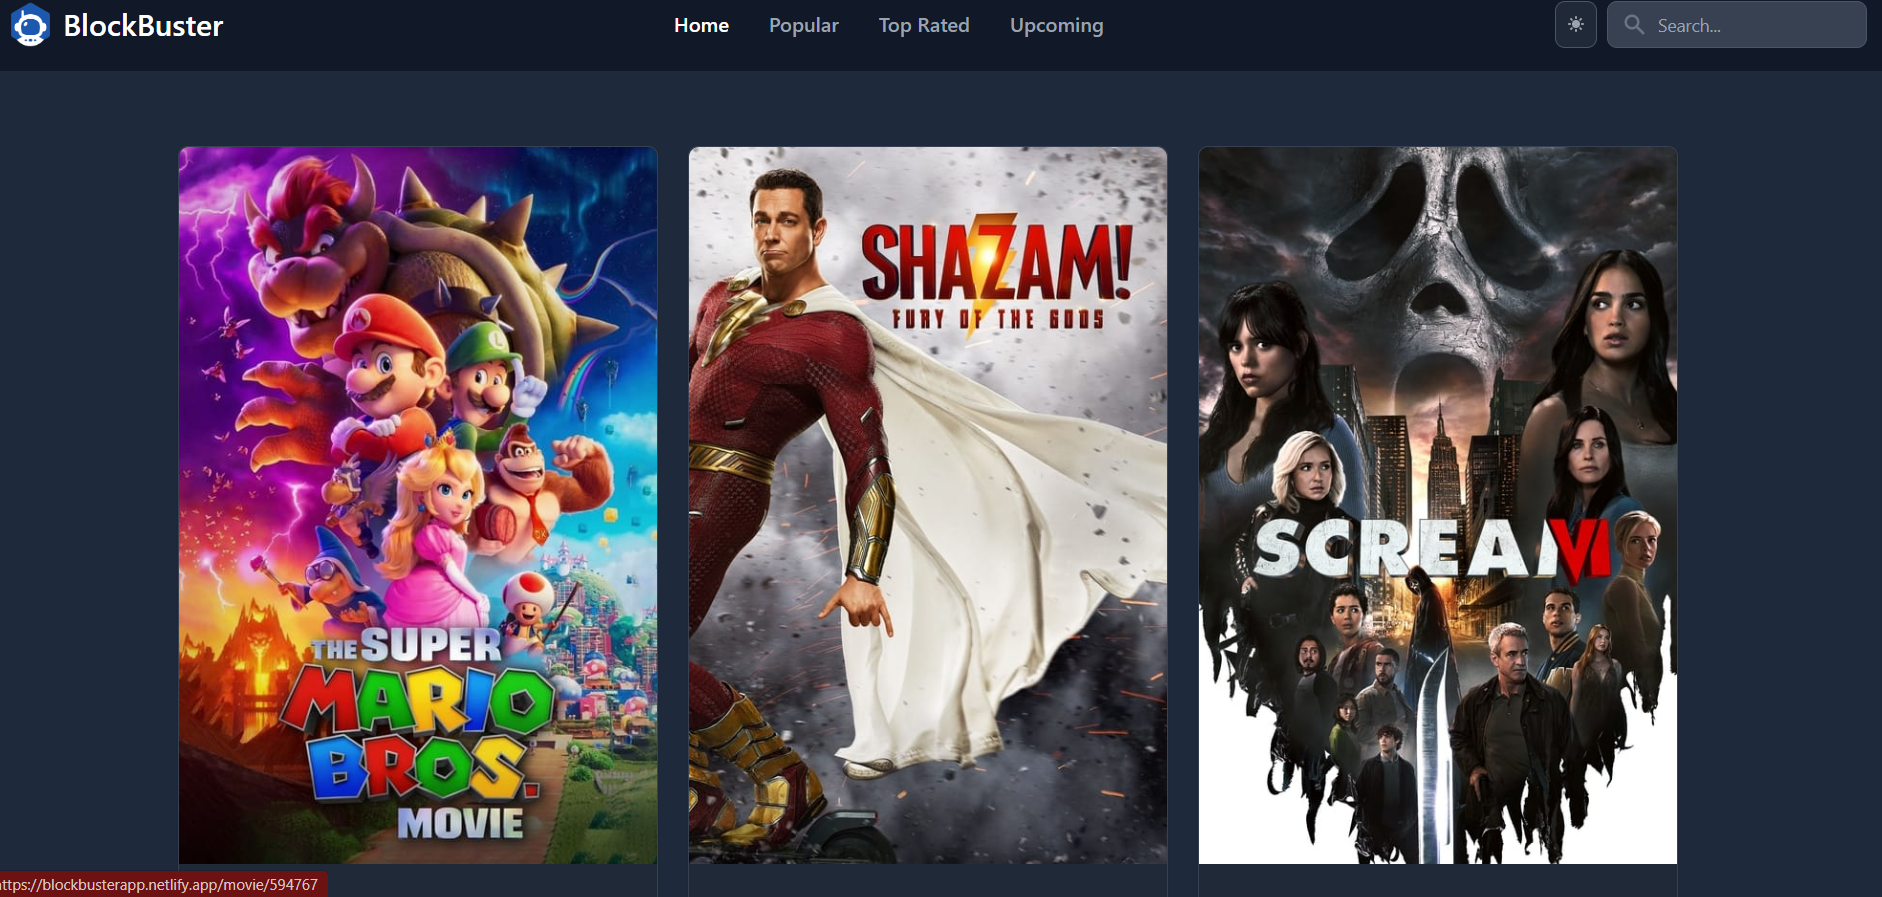 BlockBuster
Home
Popular
Top Rated
Upcoming
Search...
THE SUPER
MARIO
BROS.
MOVIE
SHAZAM!
FURY OF THE GODS
SCREAM VI
ttps://blockbusterapp.netlify.app/movie/594767